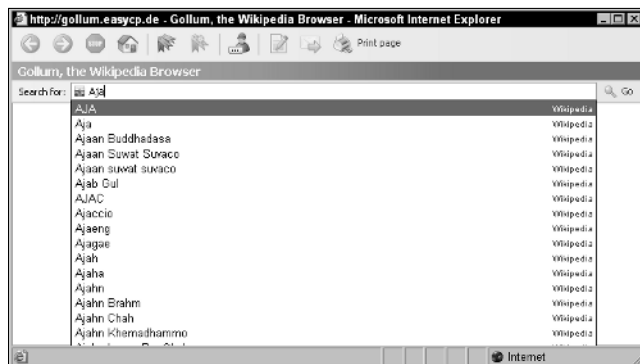 http://gollum.easycp.de - Gollum, the Wikipedia Browser - Microsoft Internet Explorer
STOP
Print page
Gollum, the Wikipedia Browser
Search for: Aja Go
AJA Wikipedia
Aja Wikipedia
Ajaan Buddhadasa Wikipedia
Ajaan Suwat Suvaco Wikipedia
Ajaan suwat suvaco Wikipedia
Ajab Gul Wikipedia
AJAC Wikipedia
Ajaccio Wikipedia
Ajaeng Wikipedia
Ajagae Wikipedia
Ajah Wikipedia
Ajaha Wikipedia
Ajahn Wikipedia
Ajahn Brahm Wikipedia
Ajahn Chah Wikipedia
Ajahn Khemadhammo Wikipedia
Internet